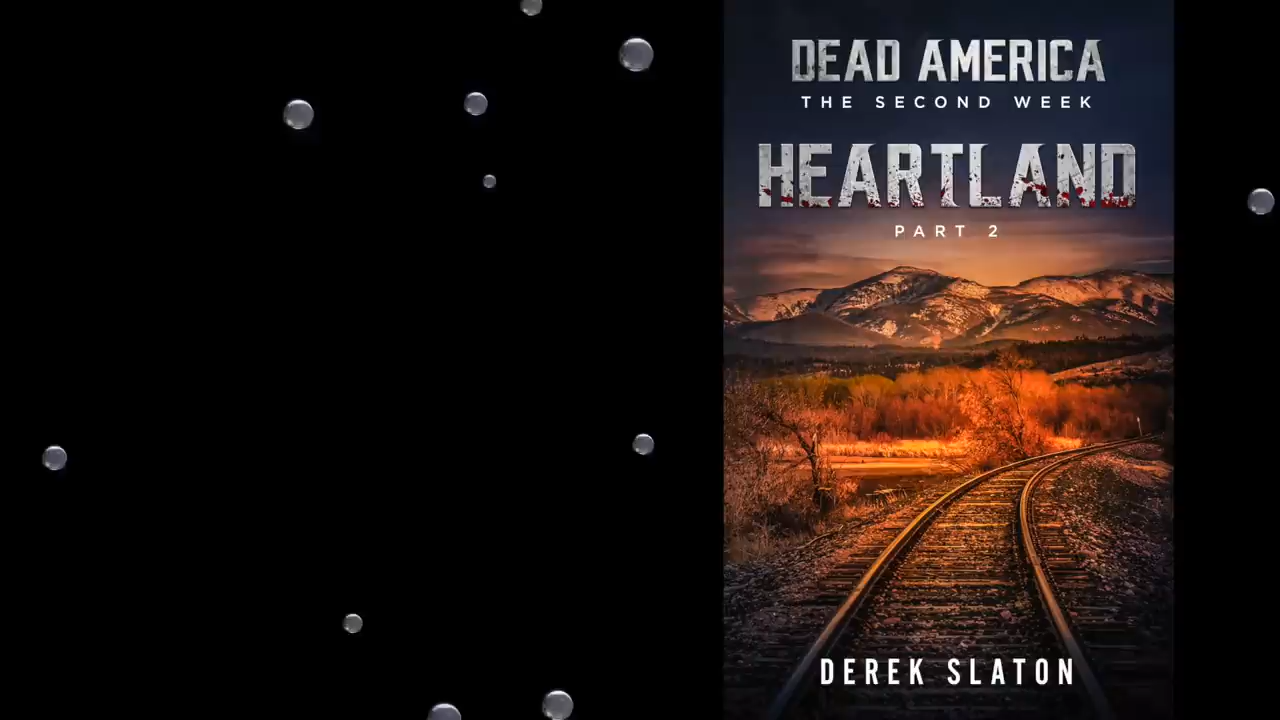 DEAD AMERICA
THE SECOND WEEK
HEARTLAND
PART 2
DEREK SLATON